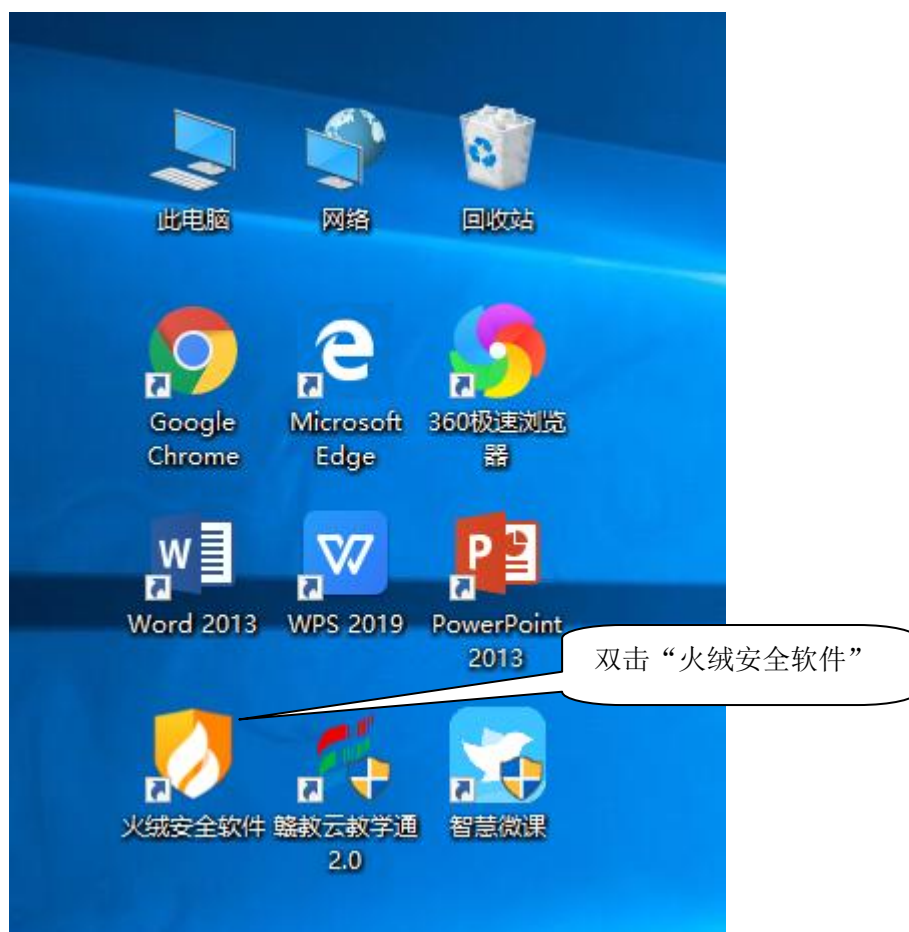 此电脑
网络
回收站
Google
Chrome
Microsoft
Edge
360极速浏览
器
Word 2013
WPS 2019
PowerPoint
2013
双击“火绒安全软件”
火绒安全软件
赣教云教学通
2.0
智慧微课